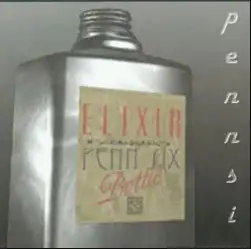 ELIXIR
PENN SIX
Bottle
Pennsi